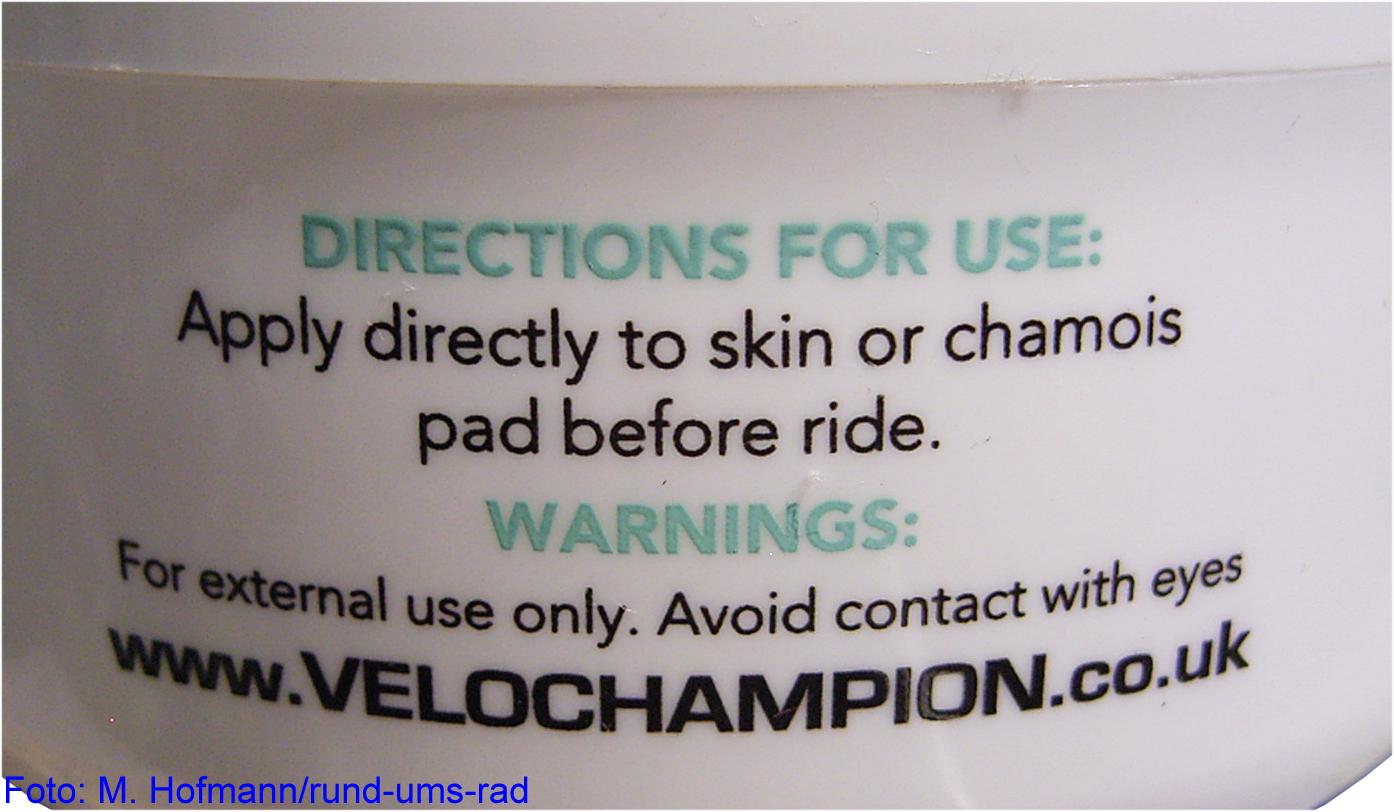 DIRECTIONS FOR USE:
Apply directly to skin or chamois
pad before ride.
WARNINGS:
For external use only. Avoid contact with eyes
www.VELOCHAMPION.co.uk
Foto: M. Hofmann/rund-ums-rad